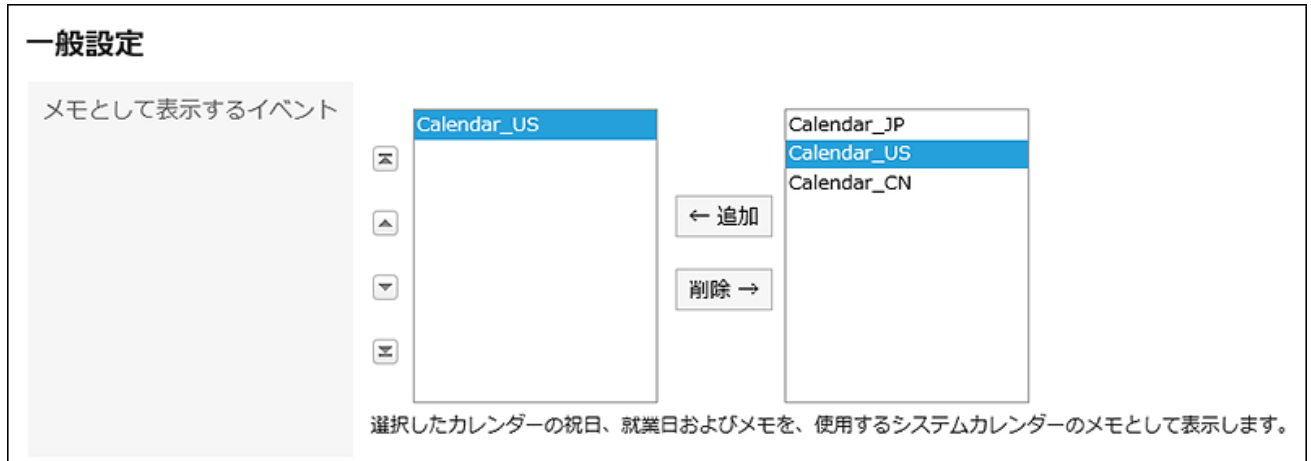 一般設定
メモとして表示するイベント
Calendar_US
← 追加
削除 →
Calendar_JP
Calendar_US
Calendar_CN
選択したカレンダーの祝日、就業日およびメモを、使用するシステムカレンダーのメモとして表示します。